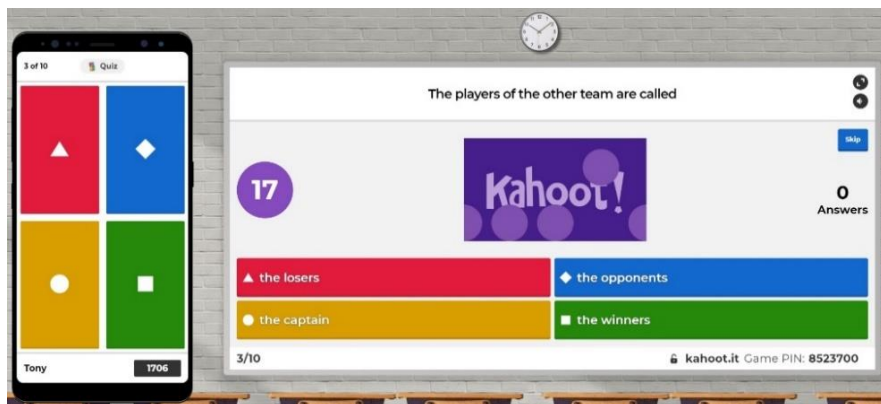 3 of 10
Quiz
Tony
1706
The players of the other team are called
Skip
17
Kahoot!
0
Answers
the losers
the opponents
the captain
the winners
3/10
kahoot.it Game PIN: 8523700